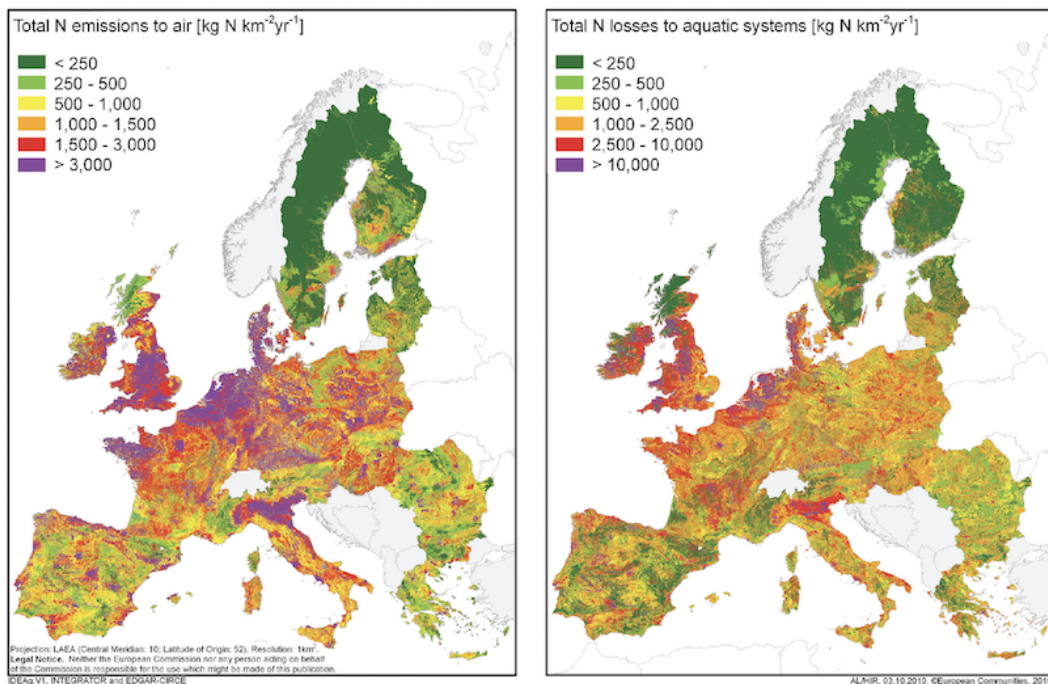 Total N emissions to air [kg N km⁻²yr⁻¹]
< 250
250 - 500
500 - 1,000
1,000 - 1,500
1,500 - 3,000
> 3,000
Projection: LAEA (Central Meridian: 10; Latitude of Origin: 52). Resolution: 1km².
Legal Notice. Neither the European Commission nor any person acting on behalf
of the Commission is responsible for the use which might be made of this publication.
IDEAg.V1, INTEGRATOR and EDGAR-CIRCE
Total N losses to aquatic systems [kg N km⁻²yr⁻¹]
< 250
250 - 500
500 - 1,000
1,000 - 2,500
2,500 - 10,000
> 10,000
AL/HIR, 03.10.2010, ©European Communities, 201